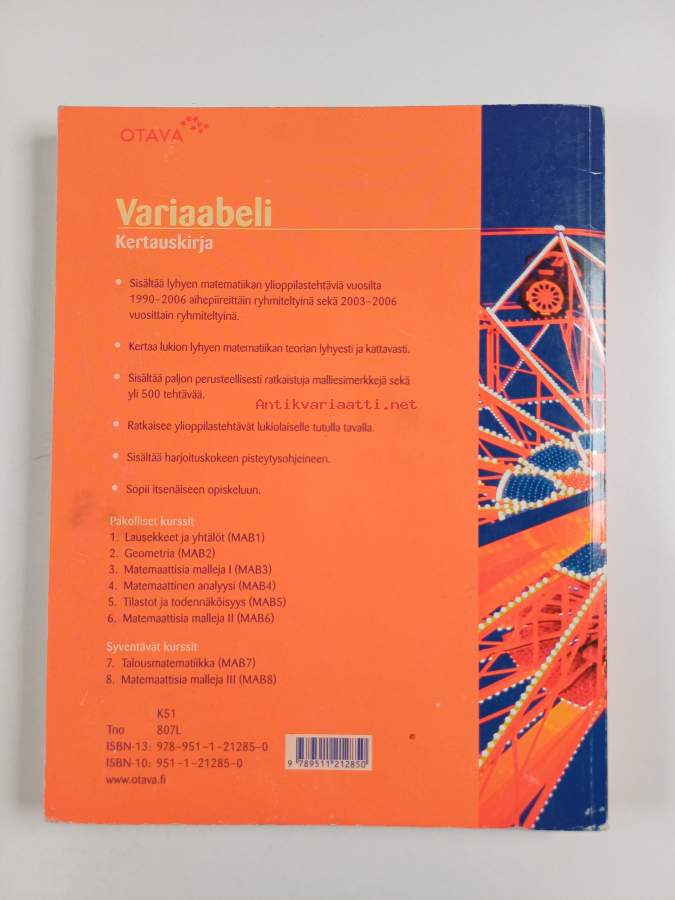 OTAVA
Variaabeli
Kertauskirja
• Sisältää lyhyen matematiikan ylioppilastehtäviä vuosilta
1990–2006 aihepiireittäin ryhmiteltyinä sekä 2003–2006
vuosittain ryhmiteltyinä.
• Kertaa lukion lyhyen matematiikan teorian lyhyesti ja kattavasti.
• Sisältää paljon perusteellisesti ratkaistuja malliesimerkkejä sekä
yli 500 tehtävää.
Antikvariaatti.net
• Ratkaisee ylioppilastehtävät lukiolaiselle tutulla tavalla.
• Sisältää harjoituskokeen pisteytysohjeineen.
• Sopii itsenäiseen opiskeluun.
Pakolliset kurssit
1. Lausekkeet ja yhtälöt (MAB1)
2. Geometria (MAB2)
3. Matemaattisia malleja I (MAB3)
4. Matemaattinen analyysi (MAB4)
5. Tilastot ja todennäköisyys (MAB5)
6. Matemaattisia malleja II (MAB6)
Syventävät kurssit
7. Talousmatematiikka (MAB7)
8. Matemaattisia malleja III (MAB8)
K51
Tno 807L
ISBN-13: 978-951-1-21285-0
ISBN-10: 951-1-21285-0
www.otava.fi
9 789511 212850